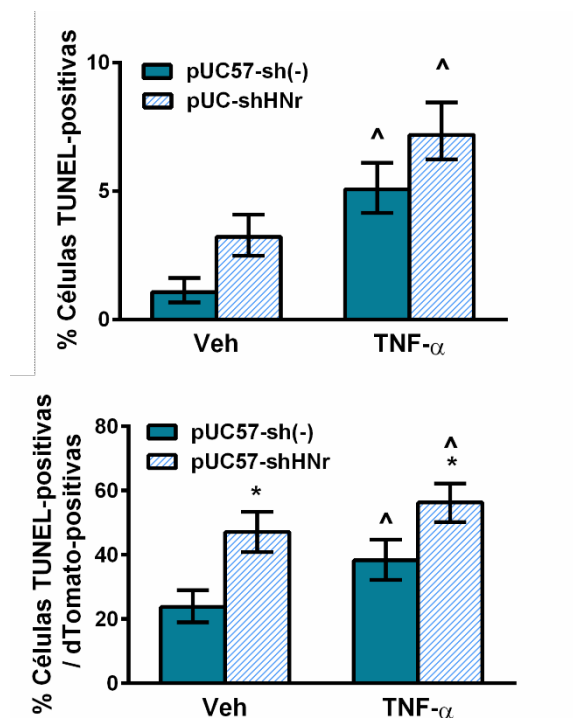 % Células TUNEL-positivas
10
5
0
pUC57-sh(-)
pUC-shHNr
^
^
Veh
TNF-α
% Células TUNEL-positivas
/ dTomato-positivas
80
60
40
20
0
pUC57-sh(-)
pUC57-shHNr
*
^
^
*
Veh
TNF-α